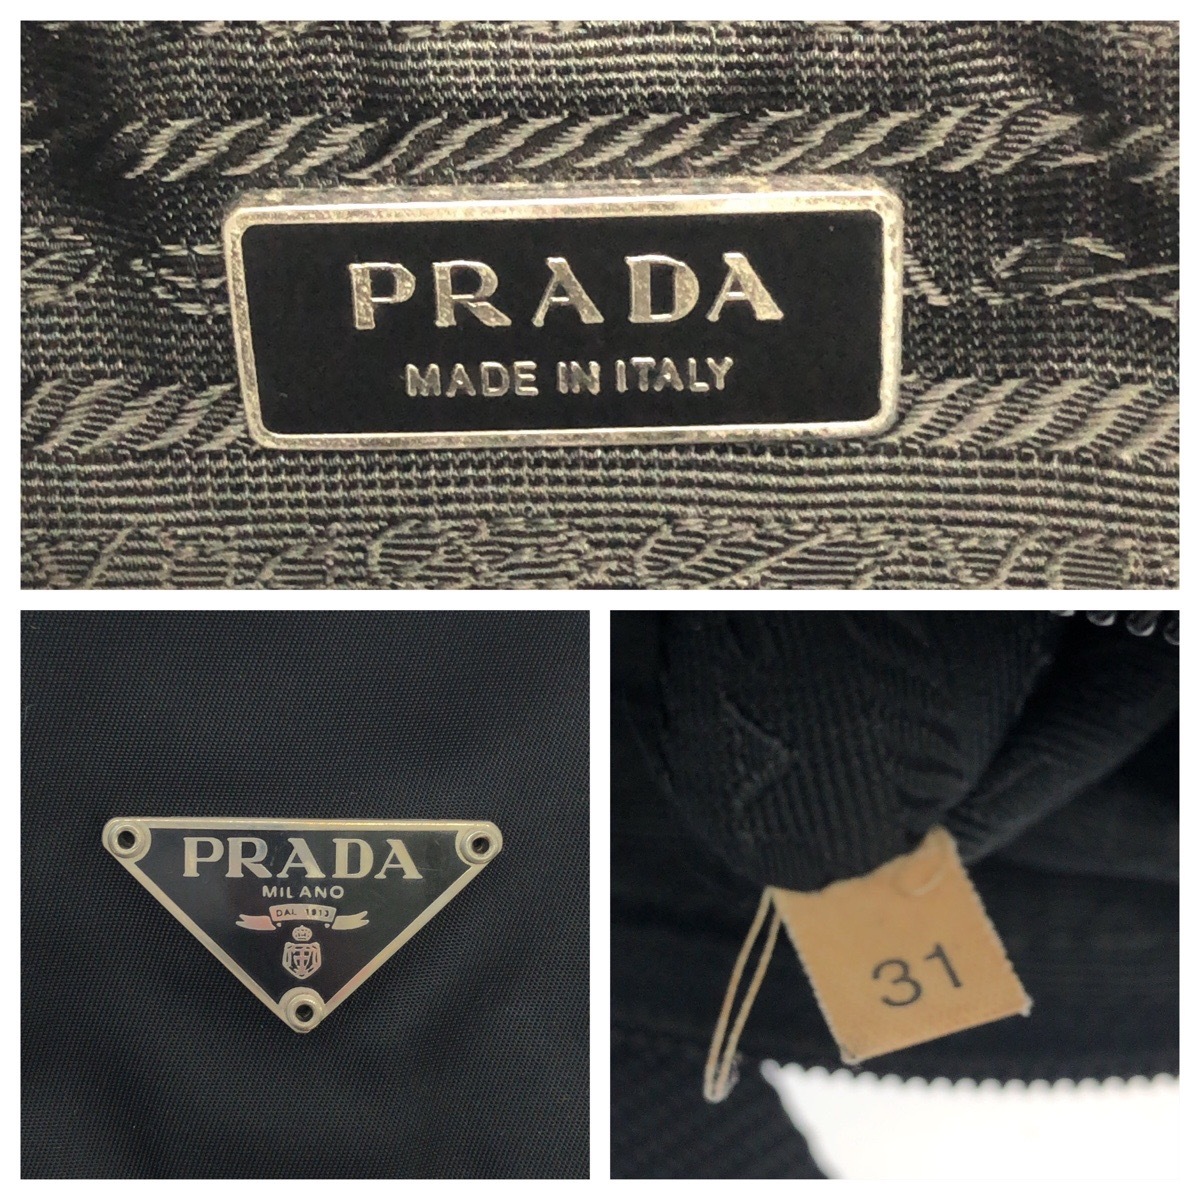 PRADA
MADE IN ITALY
PRADA
MILANO
DAL 1913
31